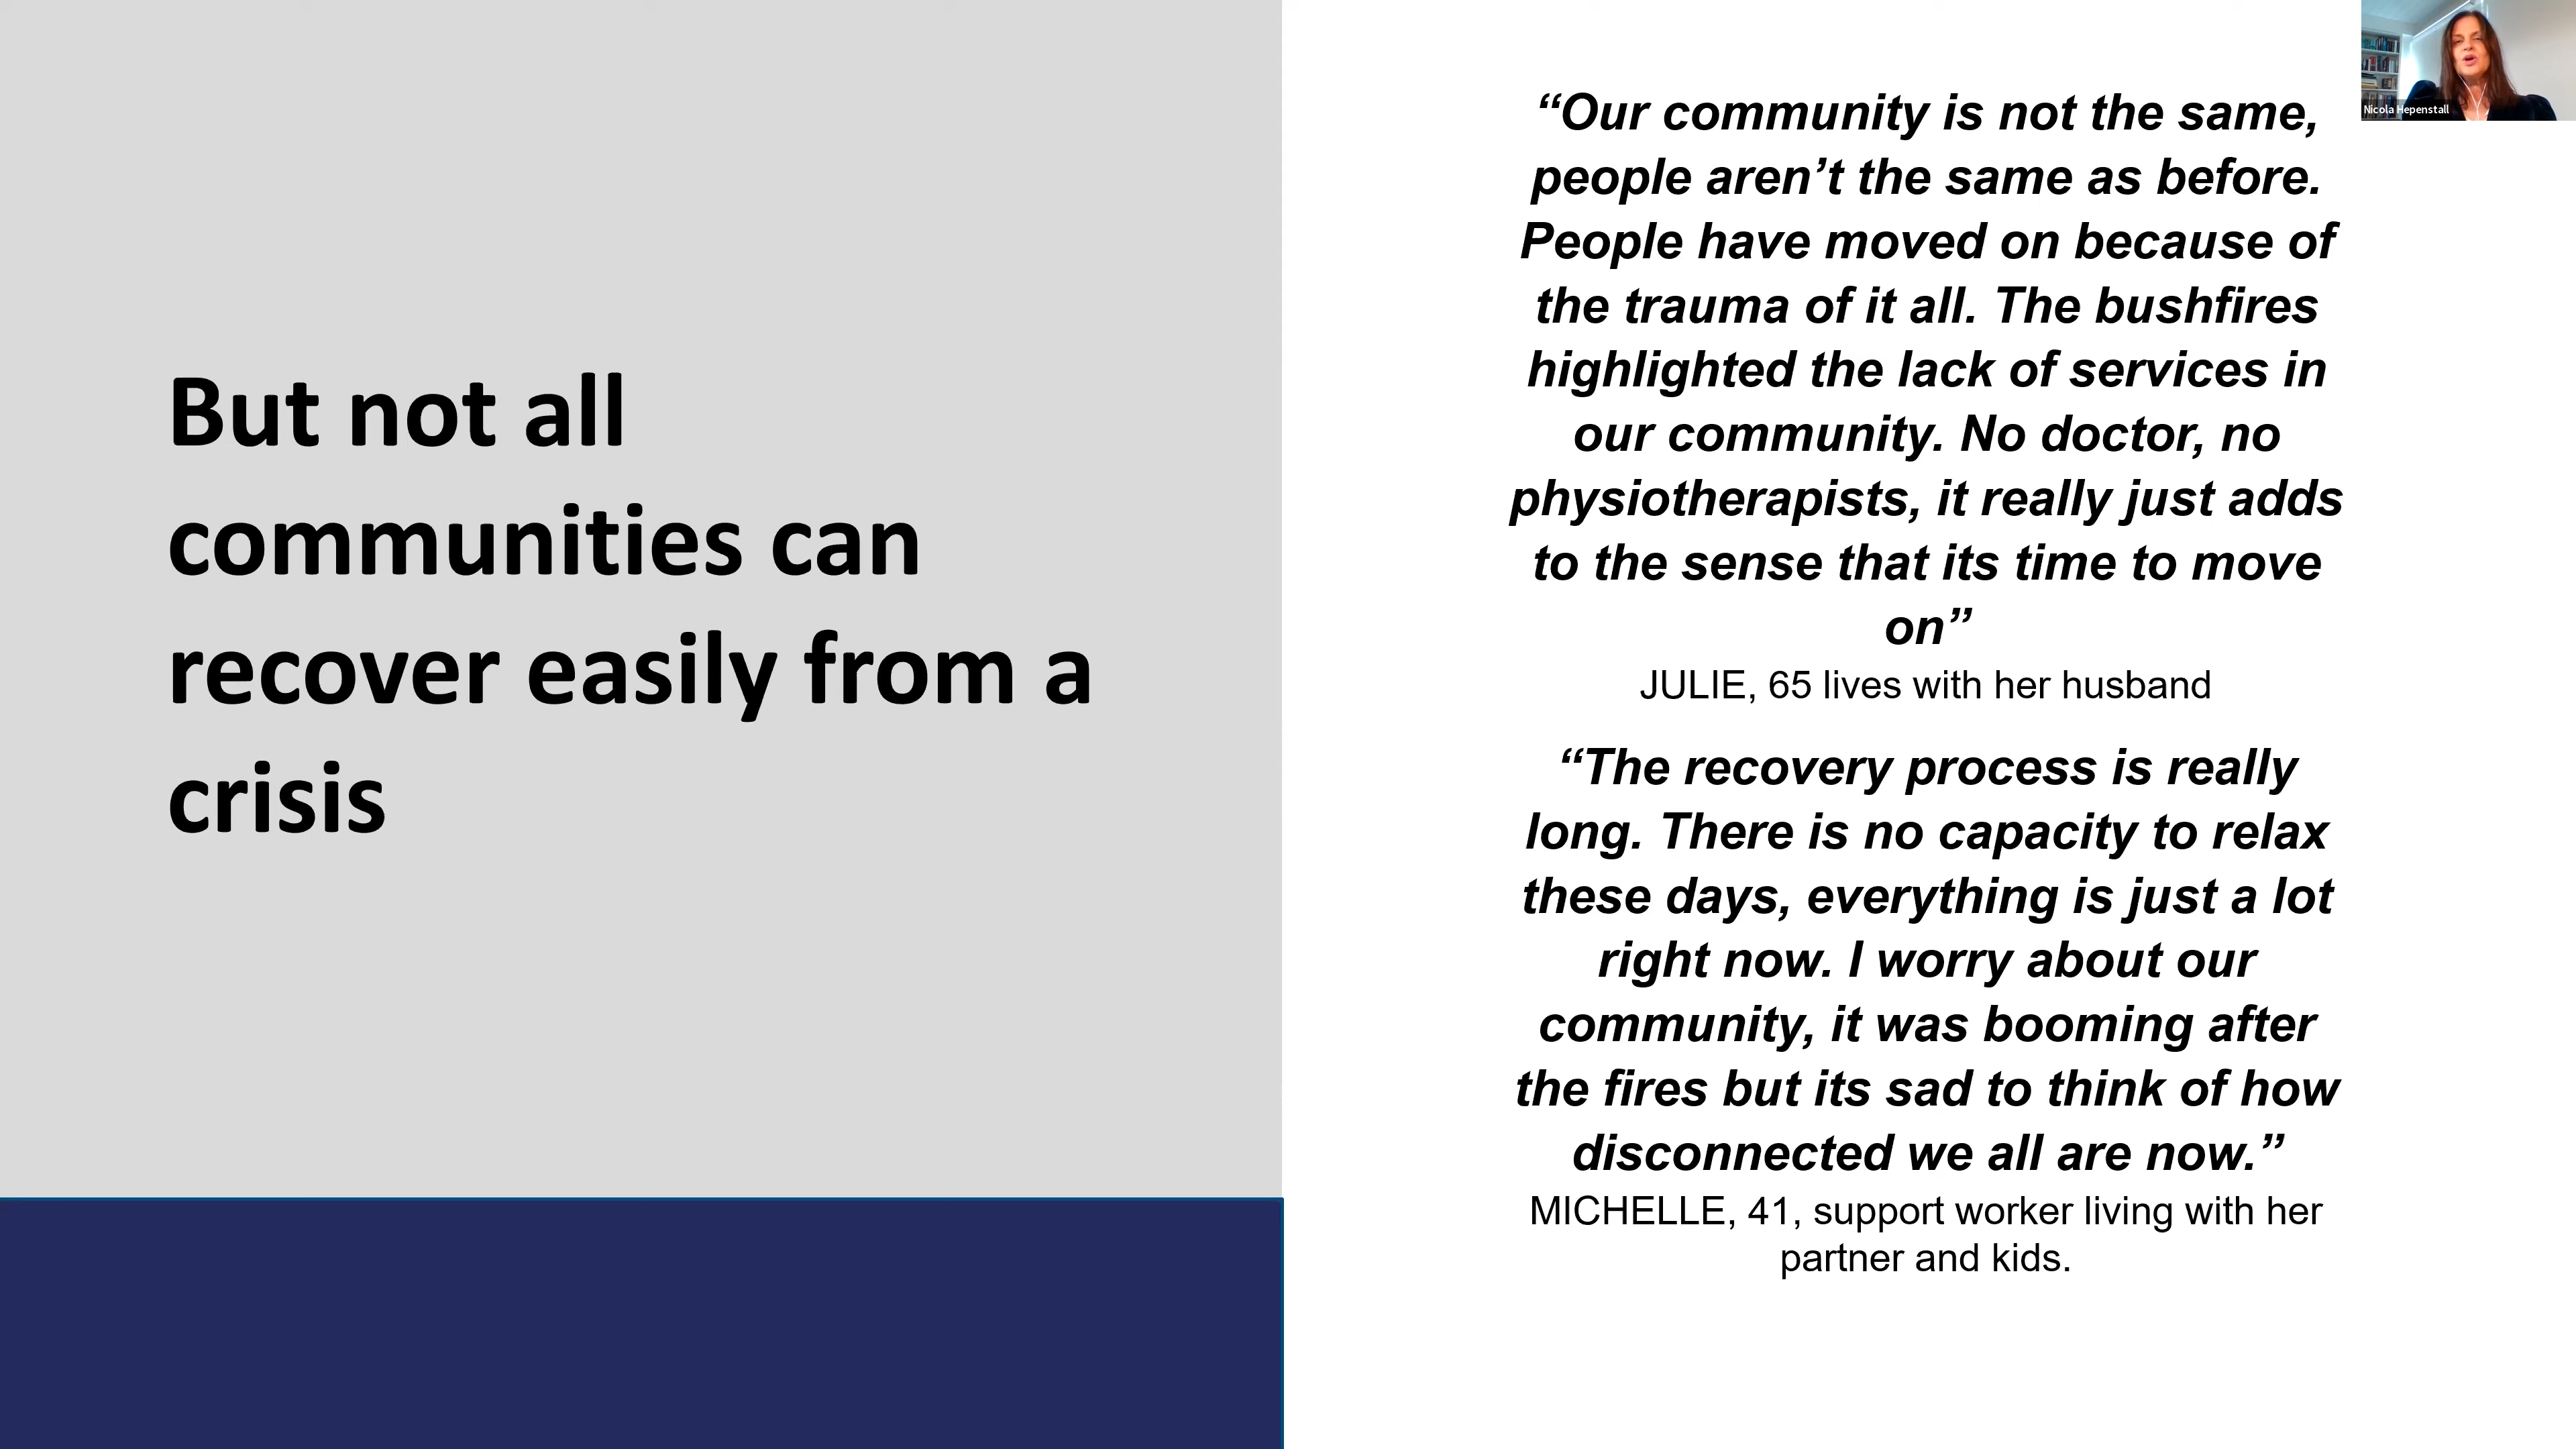 But not all
communities can
recover easily from a
crisis
“Our community is not the same,
people aren’t the same as before.
People have moved on because of
the trauma of it all. The bushfires
highlighted the lack of services in
our community. No doctor, no
physiotherapists, it really just adds
to the sense that its time to move
on”
JULIE, 65 lives with her husband
“The recovery process is really
long. There is no capacity to relax
these days, everything is just a lot
right now. I worry about our
community, it was booming after
the fires but its sad to think of how
disconnected we all are now.”
MICHELLE, 41, support worker living with her
partner and kids.
Nicola Hepenstall